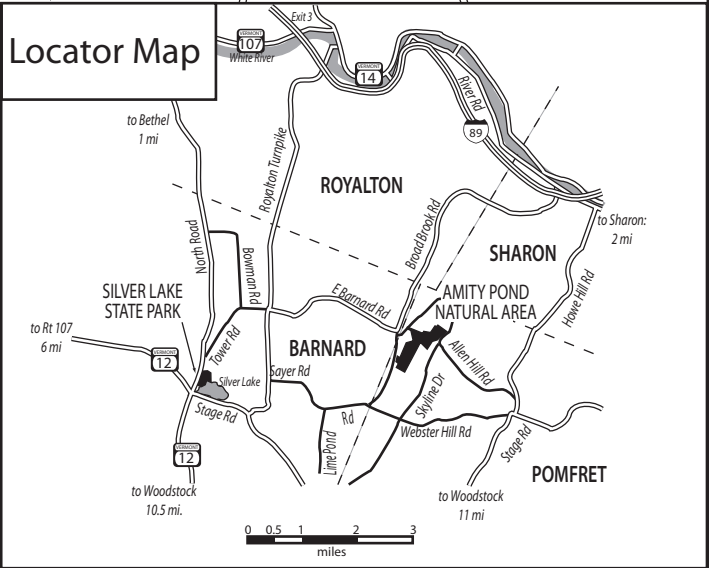 Locator Map
Exit 3
VERMONT
107
White River
VERMONT
14
River Rd
89
to Bethel
1 mi
Royalton Turnpike
ROYALTON
North Road
Bowman Rd
Broad Brook Rd
to Sharon:
2 mi
SHARON
Howe Hill Rd
SILVER LAKE
STATE PARK
E Barnard Rd
AMITY POND
NATURAL AREA
to Rt 107
6 mi
VERMONT
12
Tower Rd
BARNARD
Allen Hill Rd
Silver Lake
Sayer Rd
Skyline Dr
Stage Rd
Lime Pond
Rd
Webster Hill Rd
Stage Rd
VERMONT
12
POMFRET
to Woodstock
10.5 mi.
to Woodstock
11 mi
0 0.5 1 2 3
miles